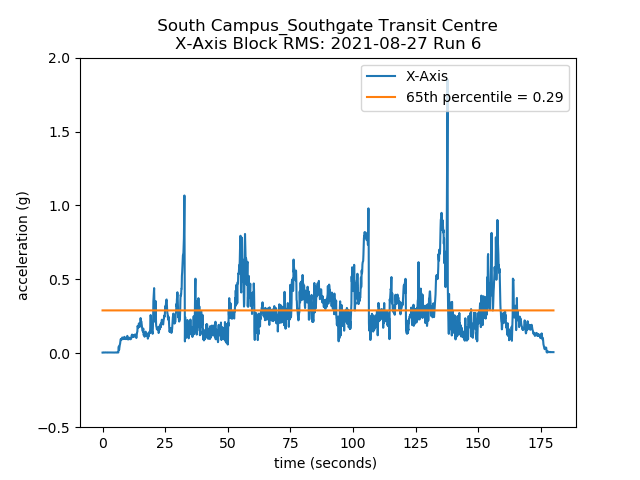 South Campus_Southgate Transit Centre
X-Axis Block RMS: 2021-08-27 Run 6
2.0
X-Axis
65th percentile = 0.29
1.5
1.0
0.5
0.0
−0.5
acceleration (g)
0 25 50 75 100 125 150 175
time (seconds)